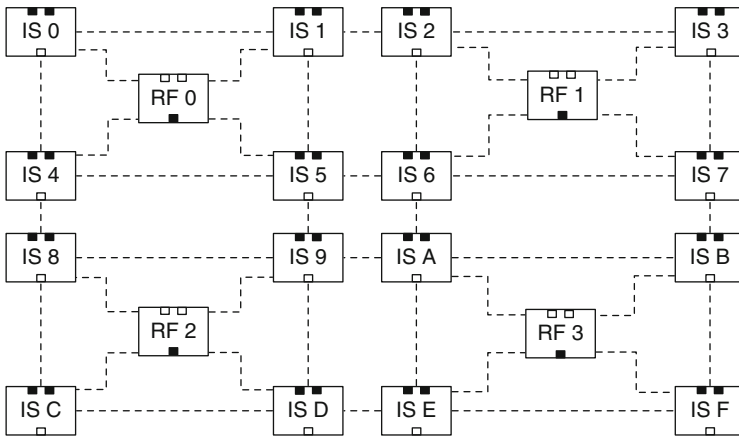 IS 0 IS 1 IS 2 IS 3
RF 0 RF 1
IS 4 IS 5 IS 6 IS 7
IS 8 IS 9 IS A IS B
RF 2 RF 3
IS C IS D IS E IS F